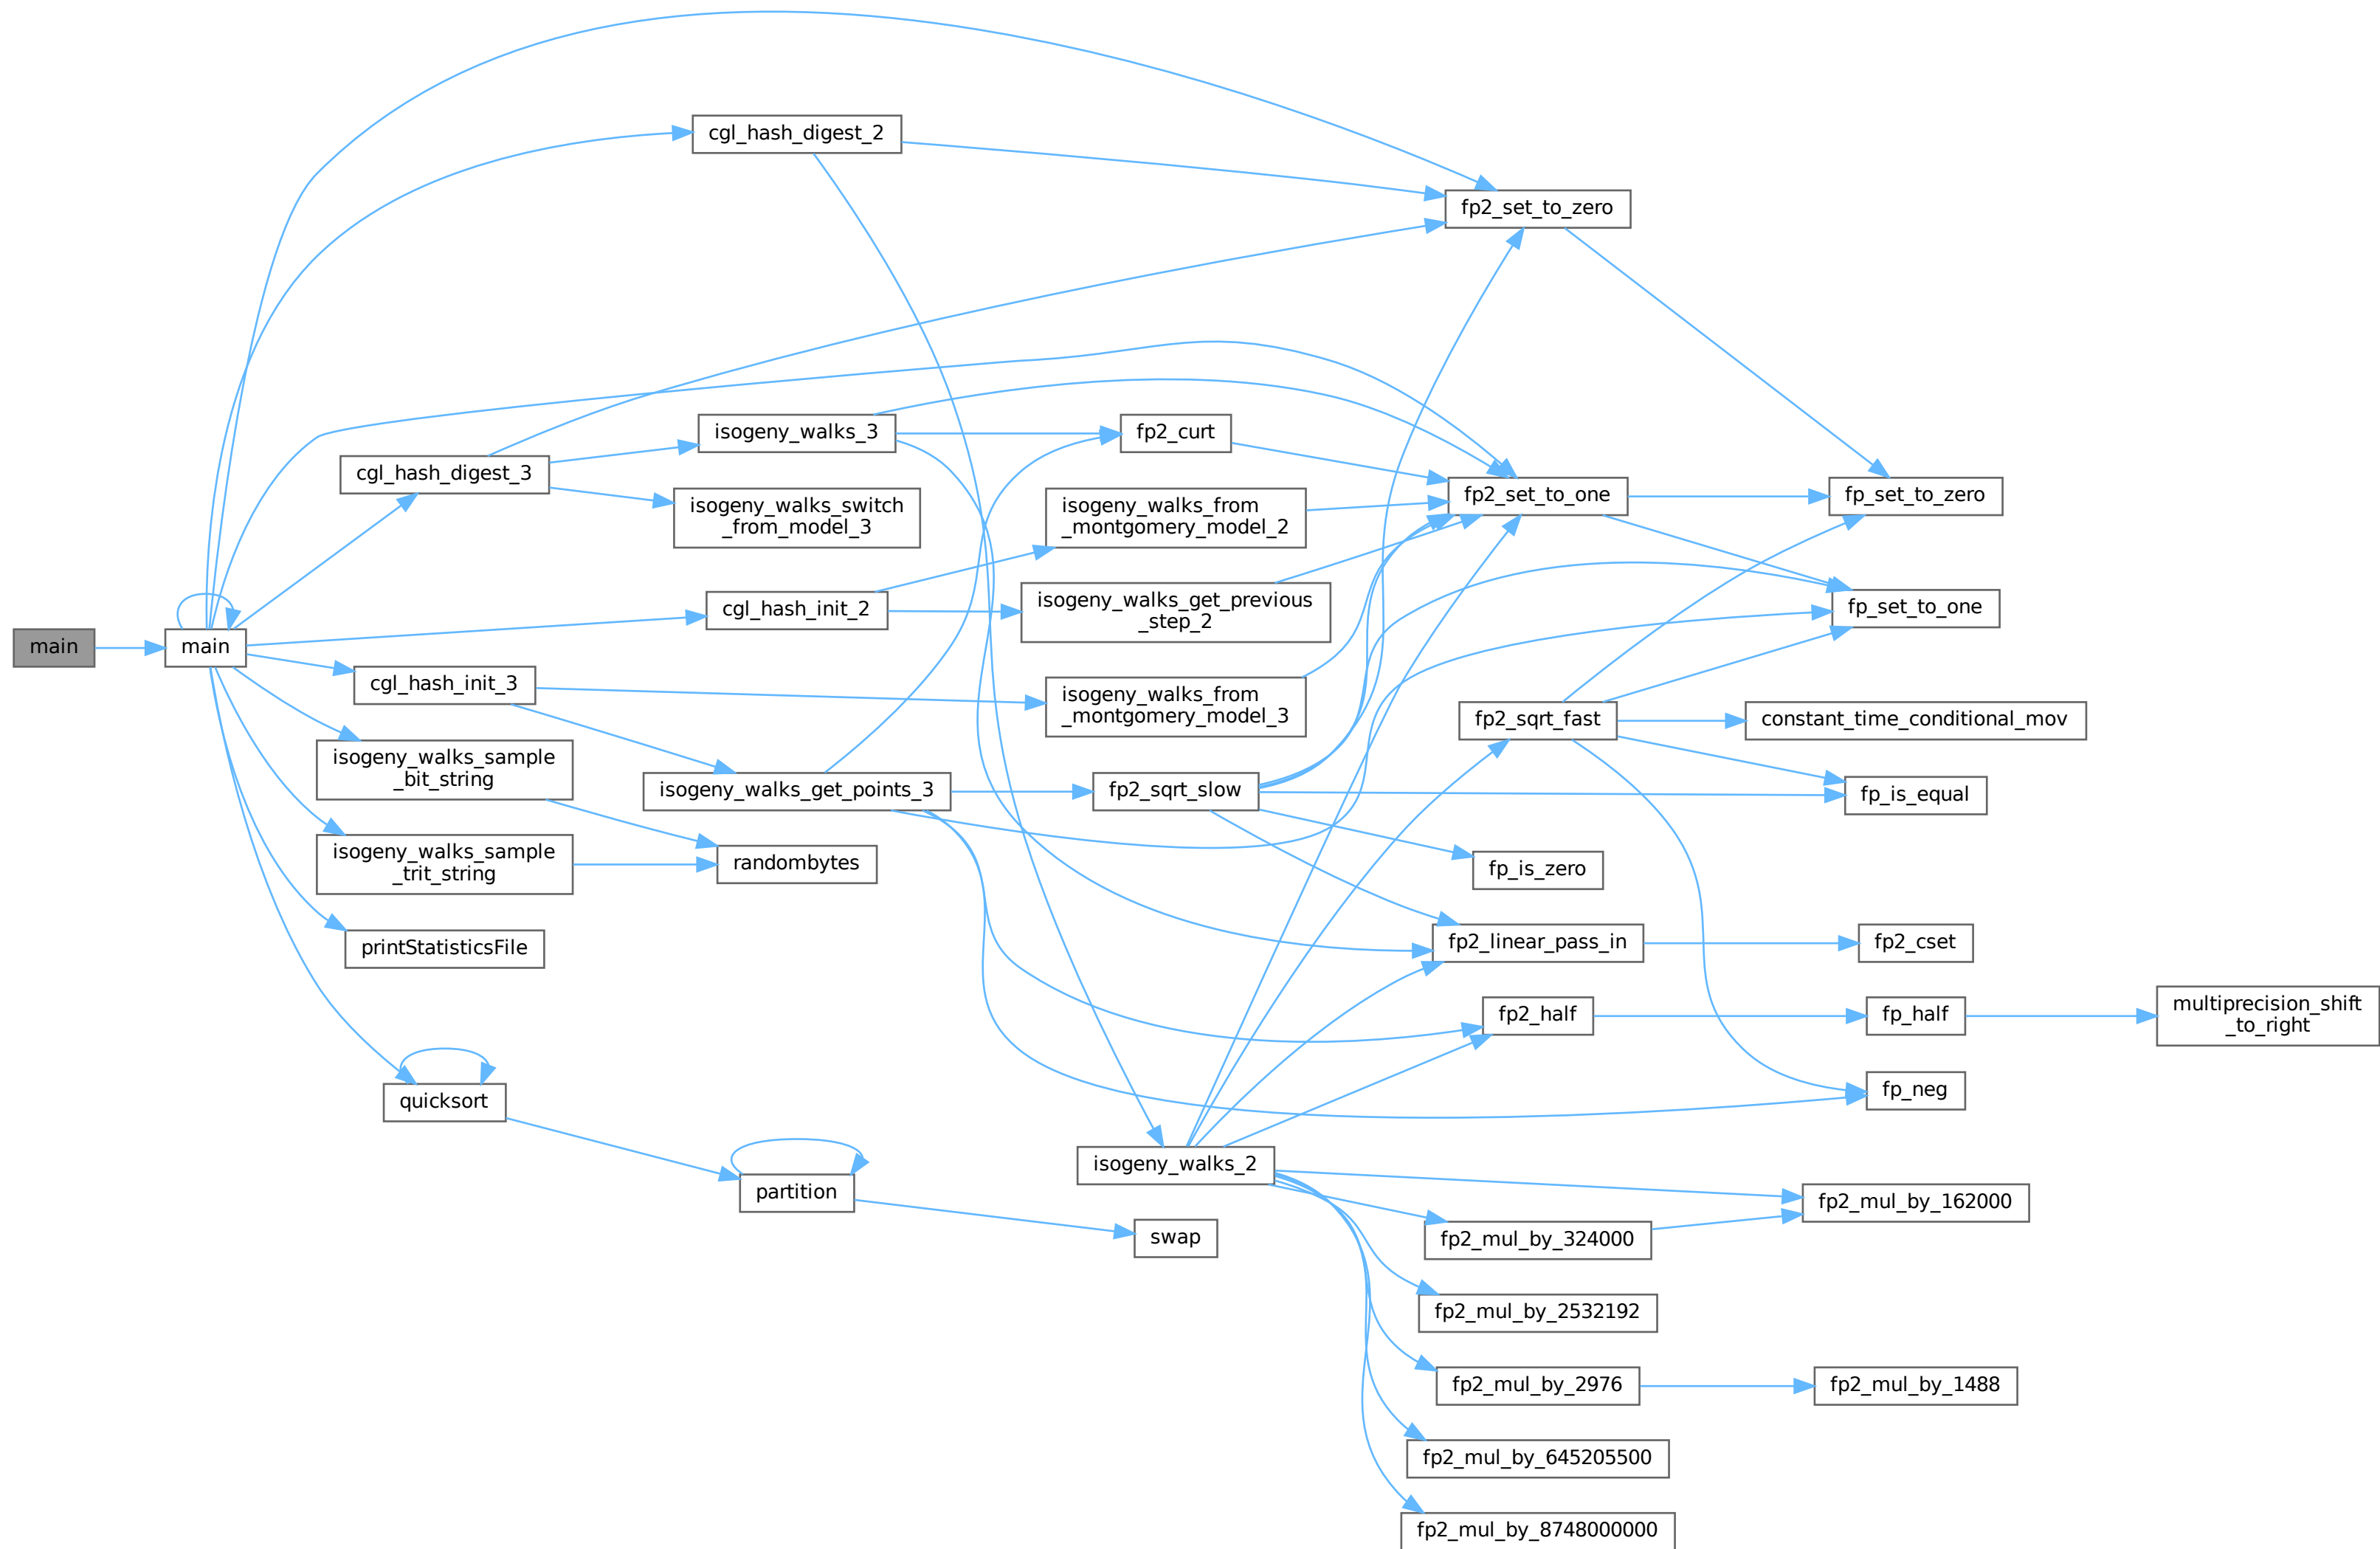 cgl_hash_digest_2
fp2_set_to_zero
isogeny_walks_3
fp2_curt
cgl_hash_digest_3
isogeny_walks_switch
_from_model_3
isogeny_walks_from
_montgomery_model_2
fp2_set_to_one
fp_set_to_zero
cgl_hash_init_2
isogeny_walks_get_previous
_step_2
fp_set_to_one
main
main
cgl_hash_init_3
isogeny_walks_from
_montgomery_model_3
fp2_sqrt_fast
constant_time_conditional_mov
isogeny_walks_sample
_bit_string
isogeny_walks_get_points_3
fp2_sqrt_slow
fp_is_equal
isogeny_walks_sample
_trit_string
randombytes
fp_is_zero
printStatisticsFile
fp2_linear_pass_in
fp2_cset
fp2_half
fp_half
multiprecision_shift
_to_right
quicksort
fp_neg
isogeny_walks_2
partition
fp2_mul_by_162000
swap
fp2_mul_by_324000
fp2_mul_by_2532192
fp2_mul_by_2976
fp2_mul_by_1488
fp2_mul_by_645205500
fp2_mul_by_8748000000